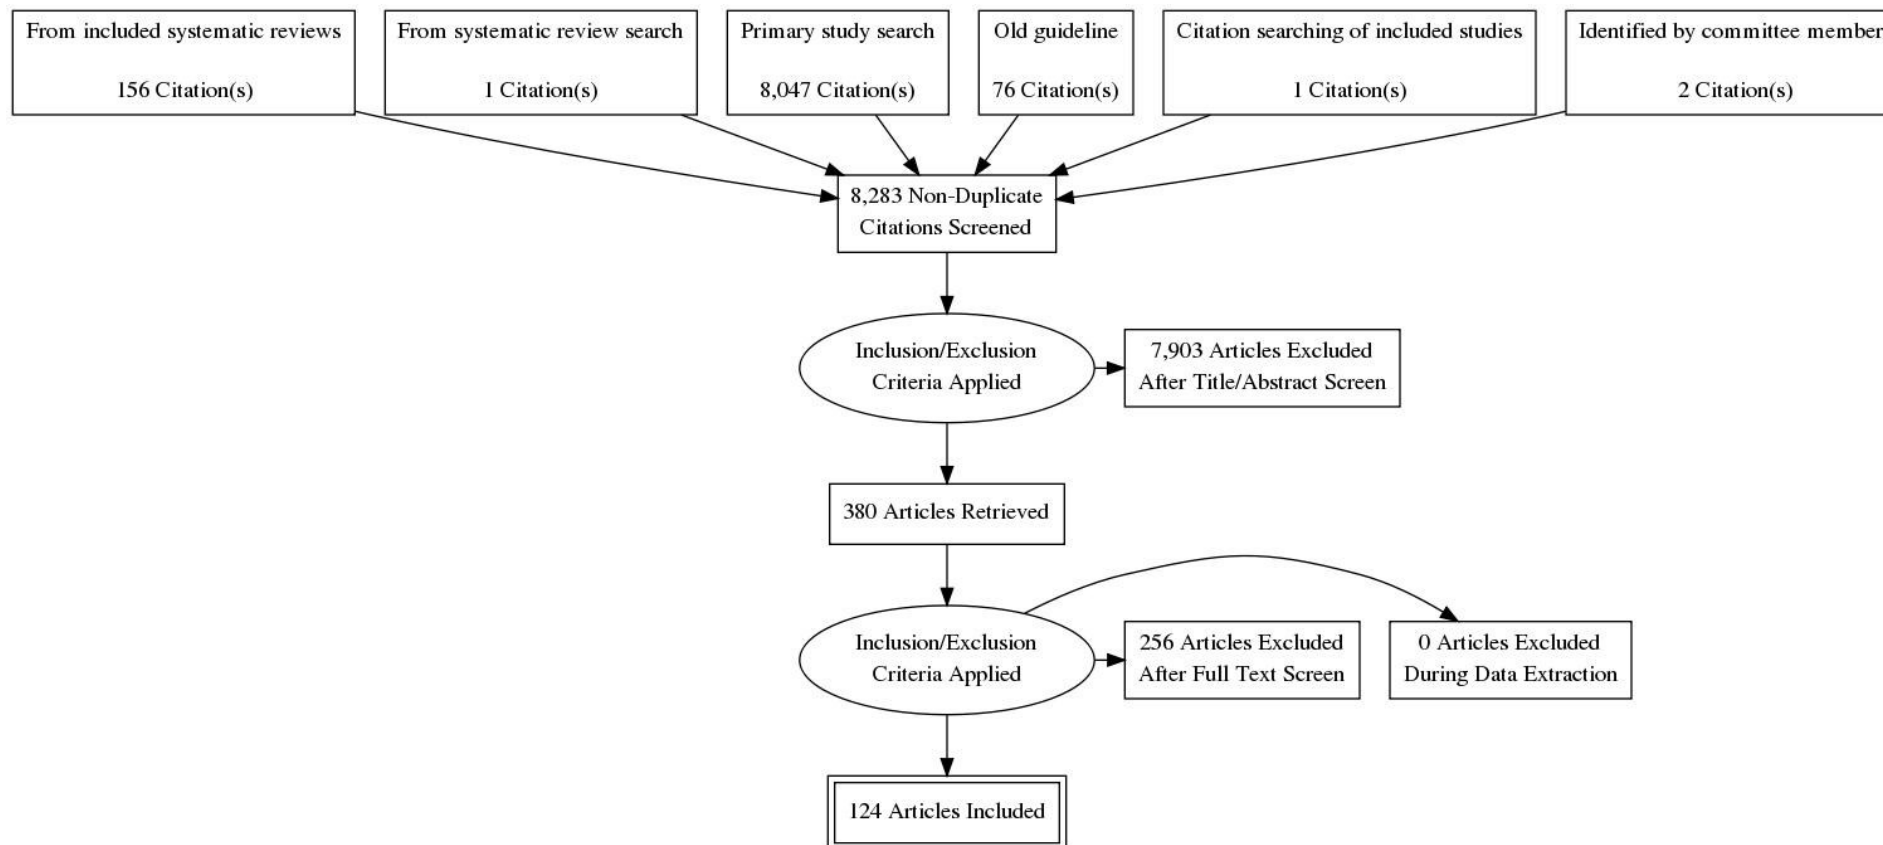 From included systematic reviews
156 Citation(s)
From systematic review search
1 Citation(s)
Primary study search
8,047 Citation(s)
Old guideline
76 Citation(s)
Citation searching of included studies
1 Citation(s)
Identified by committee member
2 Citation(s)
8,283 Non-Duplicate
Citations Screened
Inclusion/Exclusion
Criteria Applied
7,903 Articles Excluded
After Title/Abstract Screen
380 Articles Retrieved
Inclusion/Exclusion
Criteria Applied
256 Articles Excluded
After Full Text Screen
0 Articles Excluded
During Data Extraction
124 Articles Included